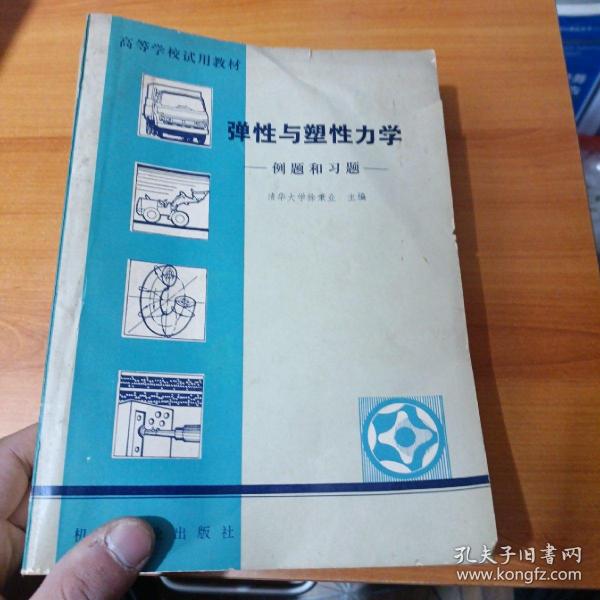 高等学校试用教材
弹性与塑性力学
例题和习题
清华大学徐秉业 主编
机 业出版社
孔夫子旧书网
www.kongfz.com